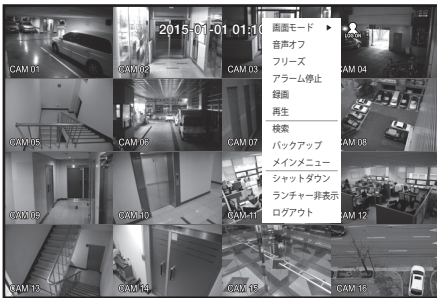 2015-01-01 01:10
画面モード ▶
LOG ON
音声オフ
フリーズ
アラーム停止
録画
再生
検索
バックアップ
メインメニュー
シャットダウン
ランチャー非表示
ログアウト
CAM 01
CAM 02
CAM 03
CAM 04
CAM 05
CAM 06
CAM 07
CAM 08
CAM 09
CAM 10
CAM 11
CAM 12
CAM 13
CAM 14
CAM 15
CAM 16